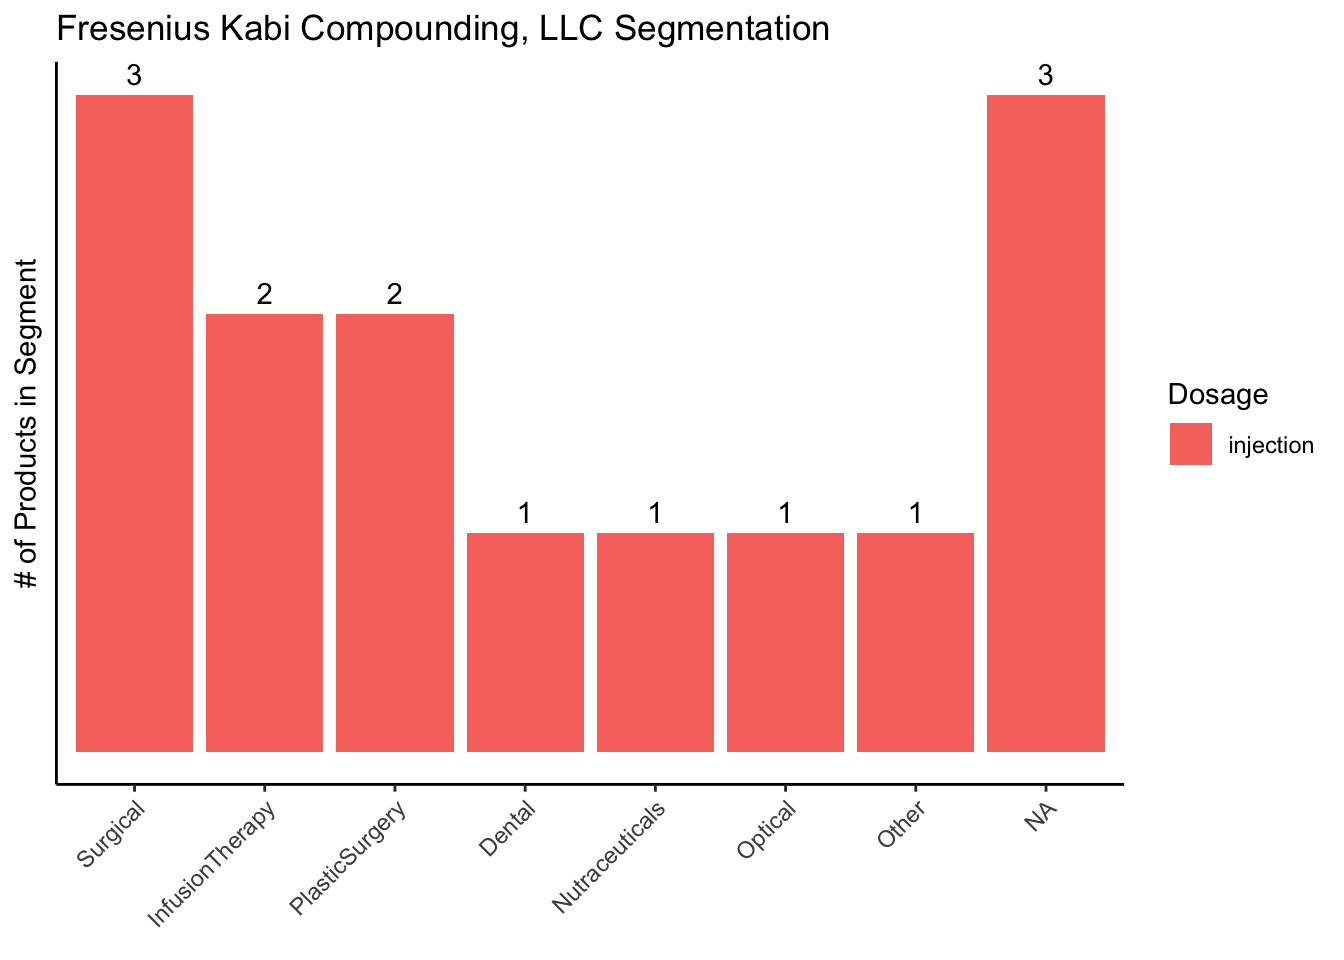 Fresenius Kabi Compounding, LLC Segmentation
3
3
2
2
1
1
1
1
# of Products in Segment
Dosage
injection
Surgical
InfusionTherapy
PlasticSurgery
Dental
Nutraceuticals
Optical
Other
NA